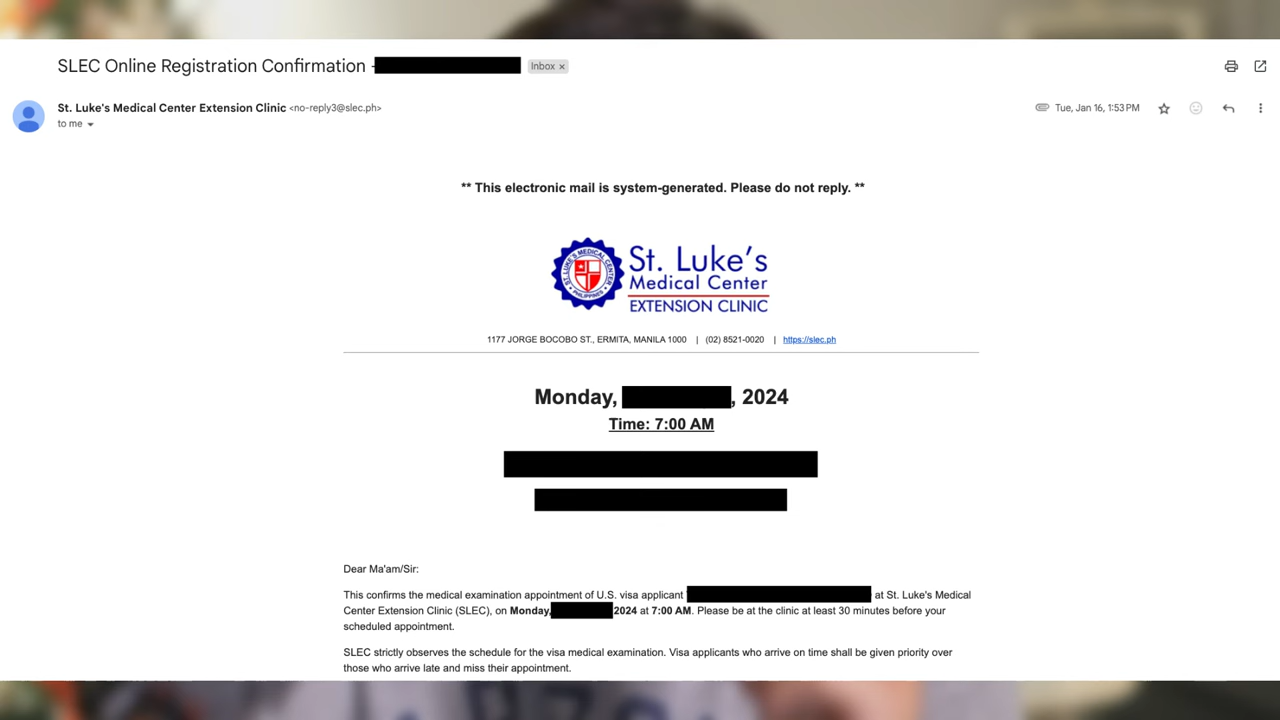 SLEC Online Registration Confirmation -
Inbox ×
St. Luke's Medical Center Extension Clinic <no-reply3@slec.ph>
Tue, Jan 16, 1:53 PM
to me
** This electronic mail is system-generated. Please do not reply. **
ST. LUKE'S MEDICAL CENTER
PHILIPPINES
St. Luke's
Medical Center
EXTENSION CLINIC
1177 JORGE BOCOBO ST., ERMITA, MANILA 1000 | (02) 8521-0020 | https://slec.ph
Monday, , 2024
Time: 7:00 AM
Dear Ma'am/Sir:
This confirms the medical examination appointment of U.S. visa applicant at St. Luke's Medical
Center Extension Clinic (SLEC), on Monday, 2024 at 7:00 AM. Please be at the clinic at least 30 minutes before your
scheduled appointment.
SLEC strictly observes the schedule for the visa medical examination. Visa applicants who arrive on time shall be given priority over
those who arrive late and miss their appointment.